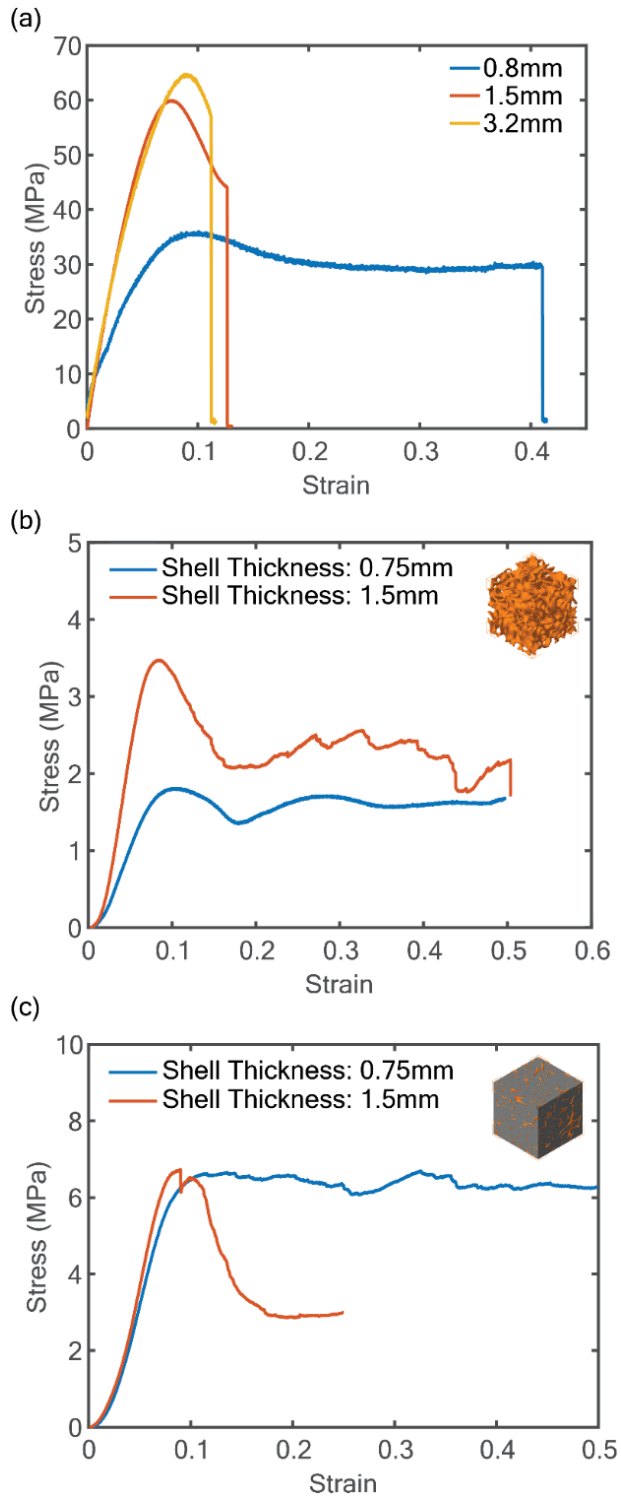 (a)
70
60
50
40
30
20
10
0
Stress (MPa)
0.8mm
1.5mm
3.2mm
0 0.1 0.2 0.3 0.4
Strain
(b)
5
4
3
2
1
0
Stress (MPa)
Shell Thickness: 0.75mm
Shell Thickness: 1.5mm
0 0.1 0.2 0.3 0.4 0.5 0.6
Strain
(c)
10
8
6
4
2
0
Stress (MPa)
Shell Thickness: 0.75mm
Shell Thickness: 1.5mm
0 0.1 0.2 0.3 0.4 0.5
Strain